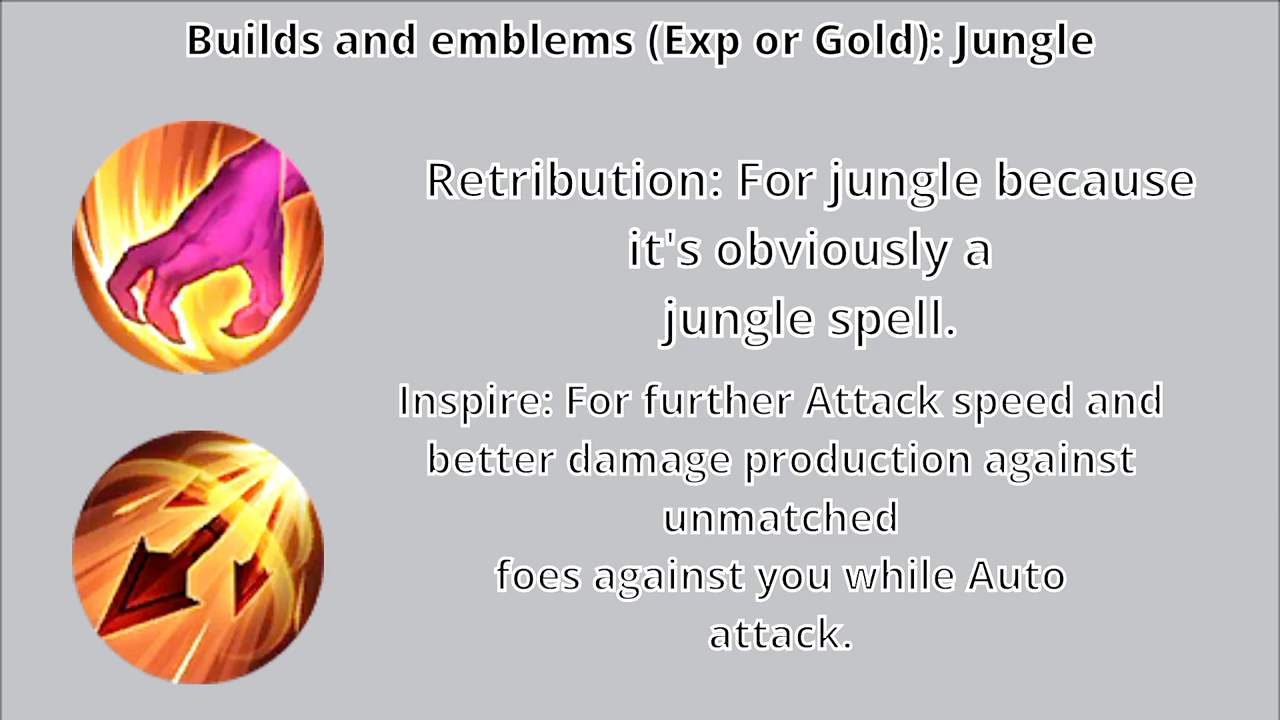 Builds and emblems (Exp or Gold): Jungle
Retribution: For jungle because
it's obviously a
jungle spell.
Inspire: For further Attack speed and
better damage production against
unmatched
foes against you while Auto
attack.